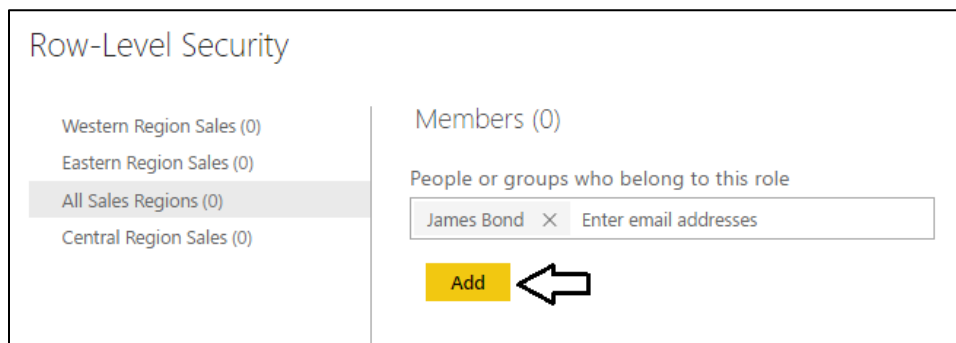 Row-Level Security
Western Region Sales (0)
Eastern Region Sales (0)
All Sales Regions (0)
Central Region Sales (0)
Members (0)
People or groups who belong to this role
James Bond × Enter email addresses
Add